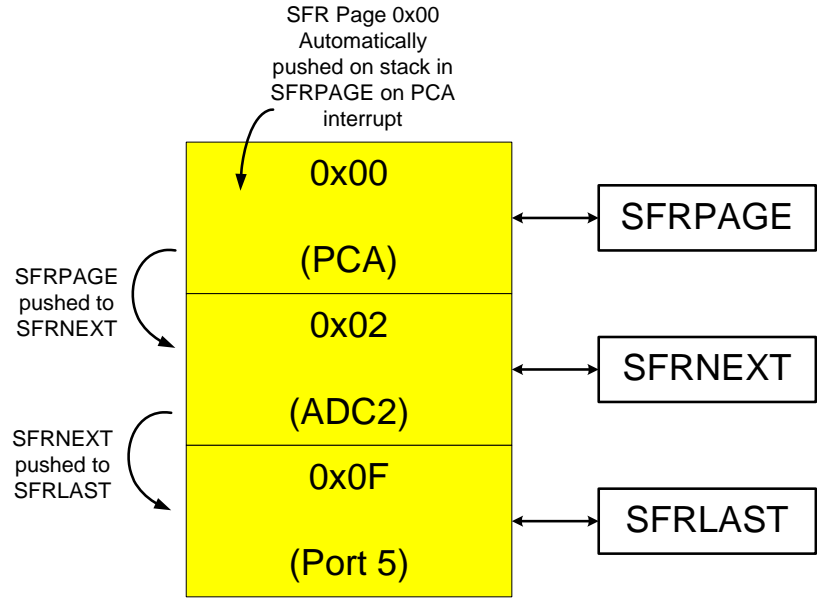 SFR Page 0x00
Automatically
pushed on stack in
SFRPAGE on PCA
interrupt
0x00
(PCA)
SFRPAGE
SFRPAGE
pushed to
SFRNEXT
0x02
(ADC2)
SFRNEXT
SFRNEXT
pushed to
SFRLAST
0x0F
(Port 5)
SFRLAST